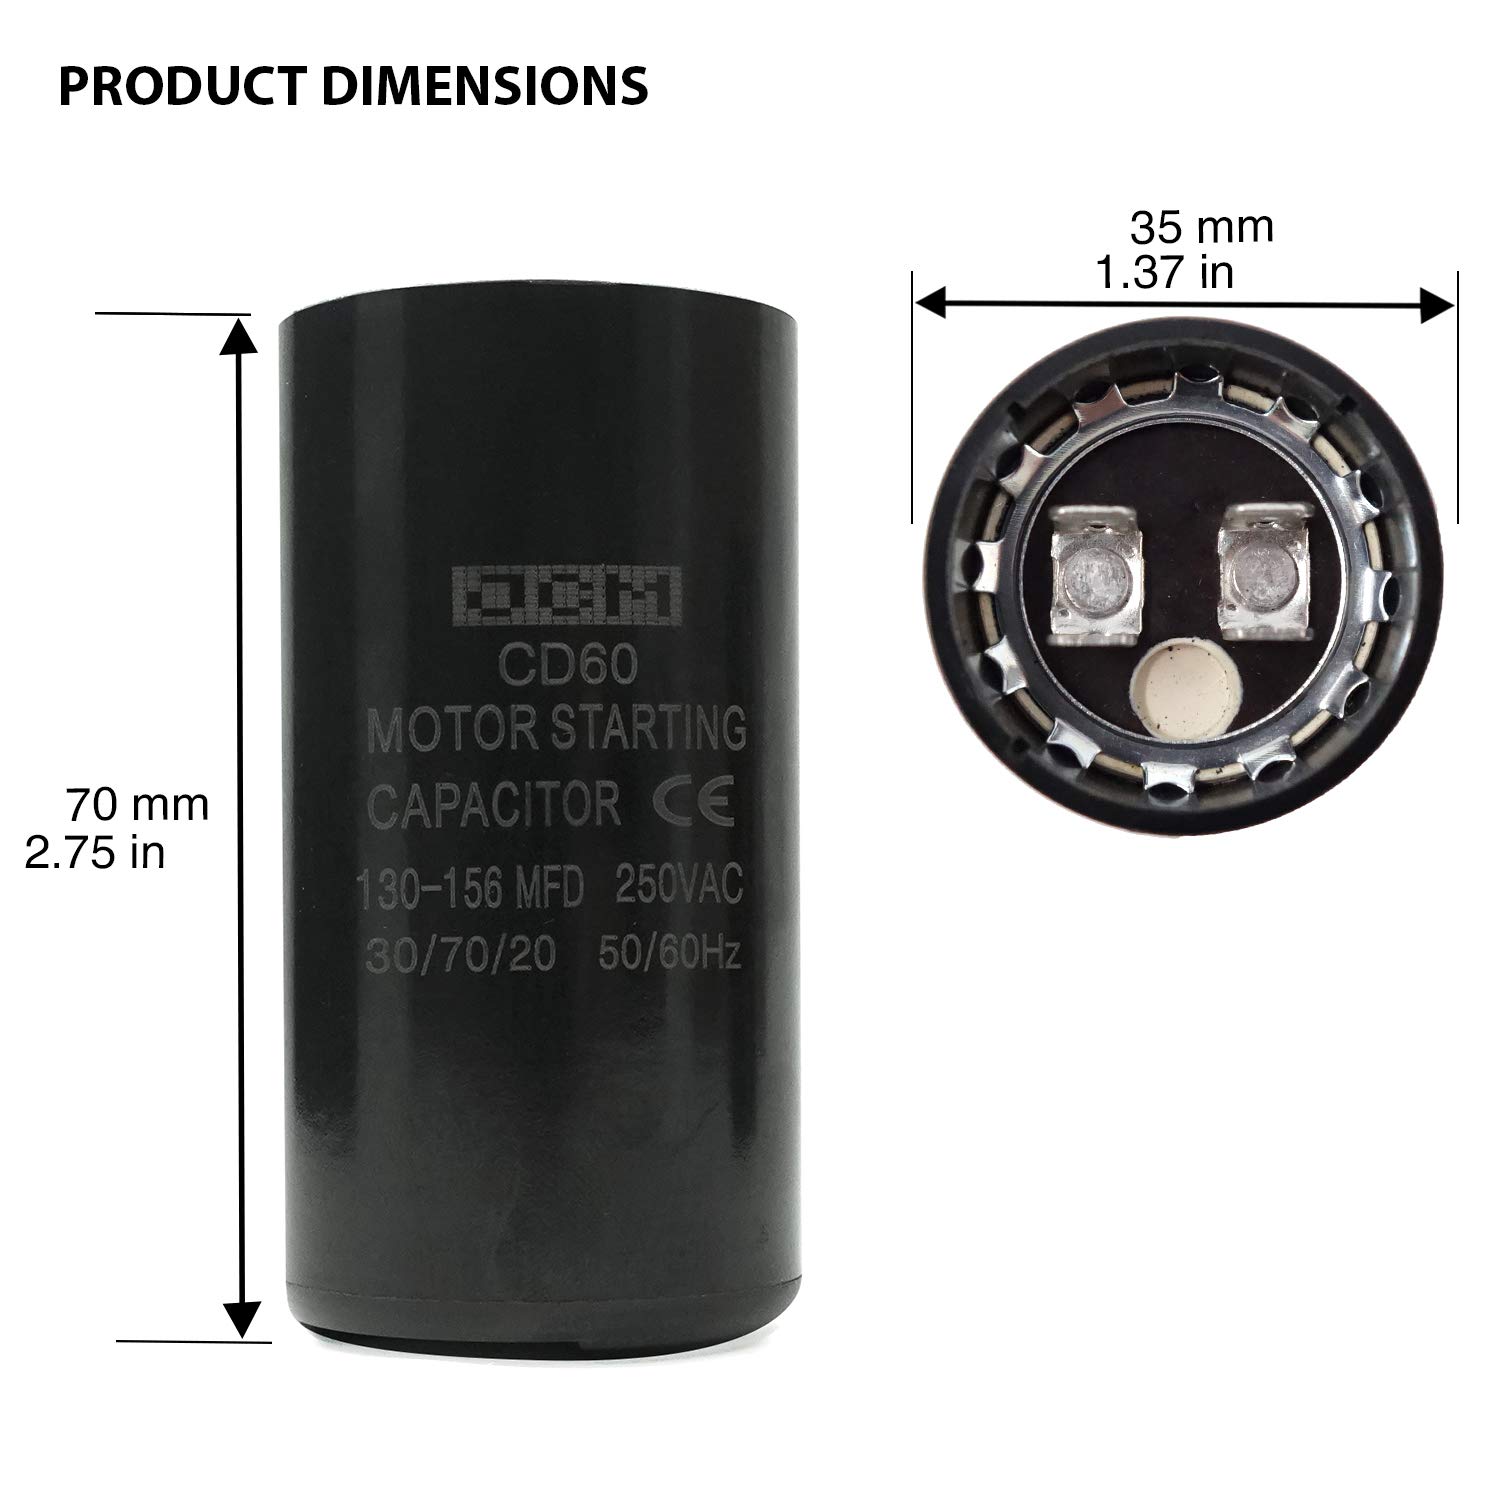 PRODUCT DIMENSIONS
35 mm
1.37 in
70 mm
2.75 in
CD60
MOTOR STARTING
CAPACITOR CE
130-156 MFD 250VAC
30/70/20 50/60Hz